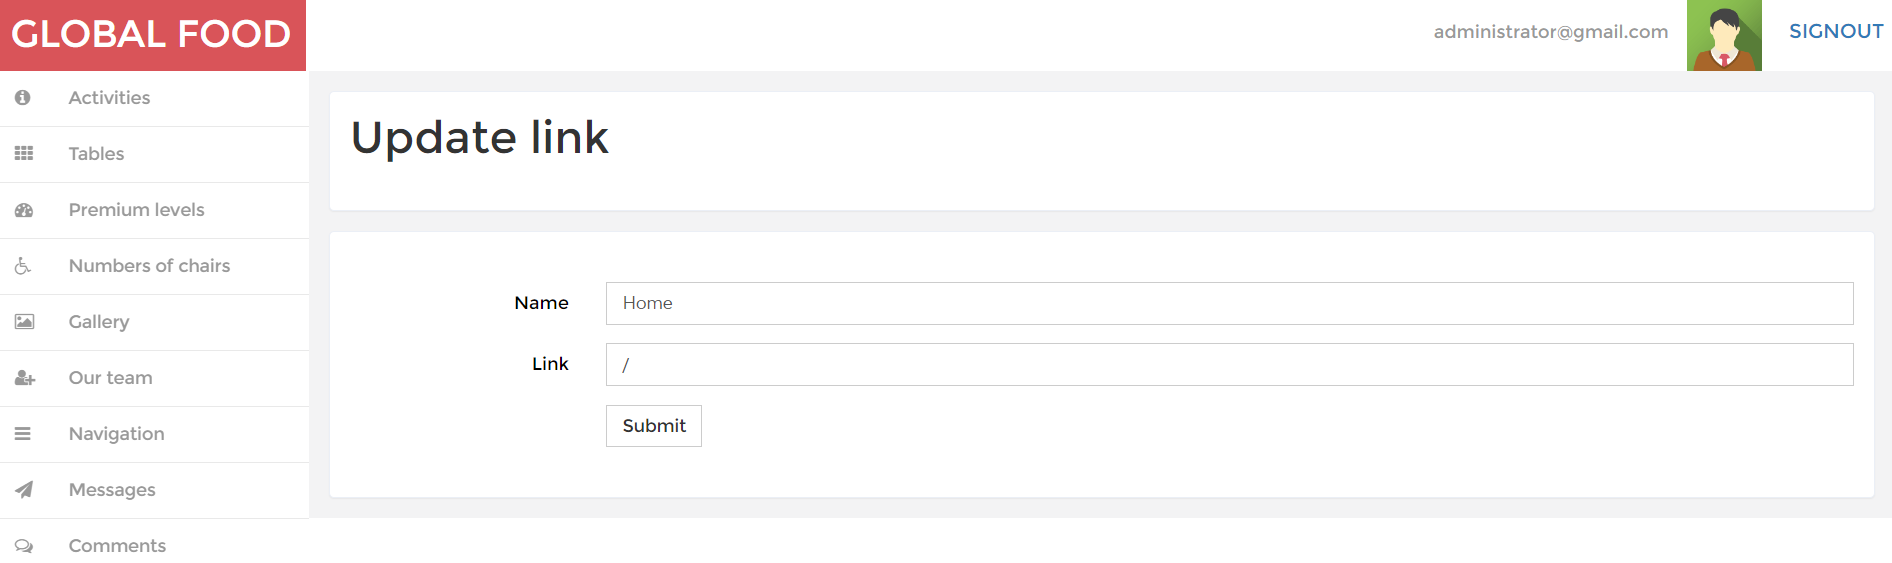 GLOBAL FOOD
administrator@gmail.com
SIGNOUT
Activities
Tables
Premium levels
Numbers of chairs
Gallery
Our team
Navigation
Messages
Comments
Update link
Name
Home
Link
/
Submit